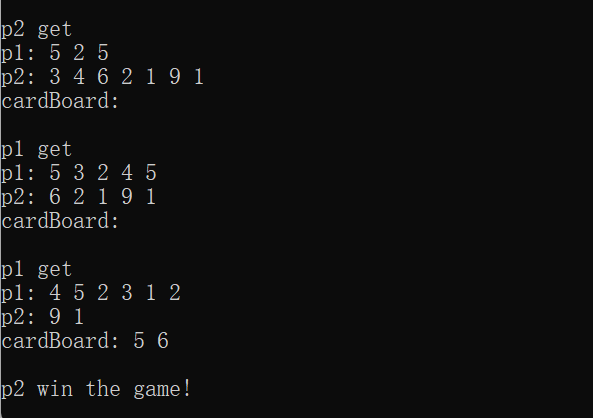 p2 get
p1: 5 2 5
p2: 3 4 6 2 1 9 1
cardBoard:
p1 get
p1: 5 3 2 4 5
p2: 6 2 1 9 1
cardBoard:
p1 get
p1: 4 5 2 3 1 2
p2: 9 1
cardBoard: 5 6
p2 win the game!